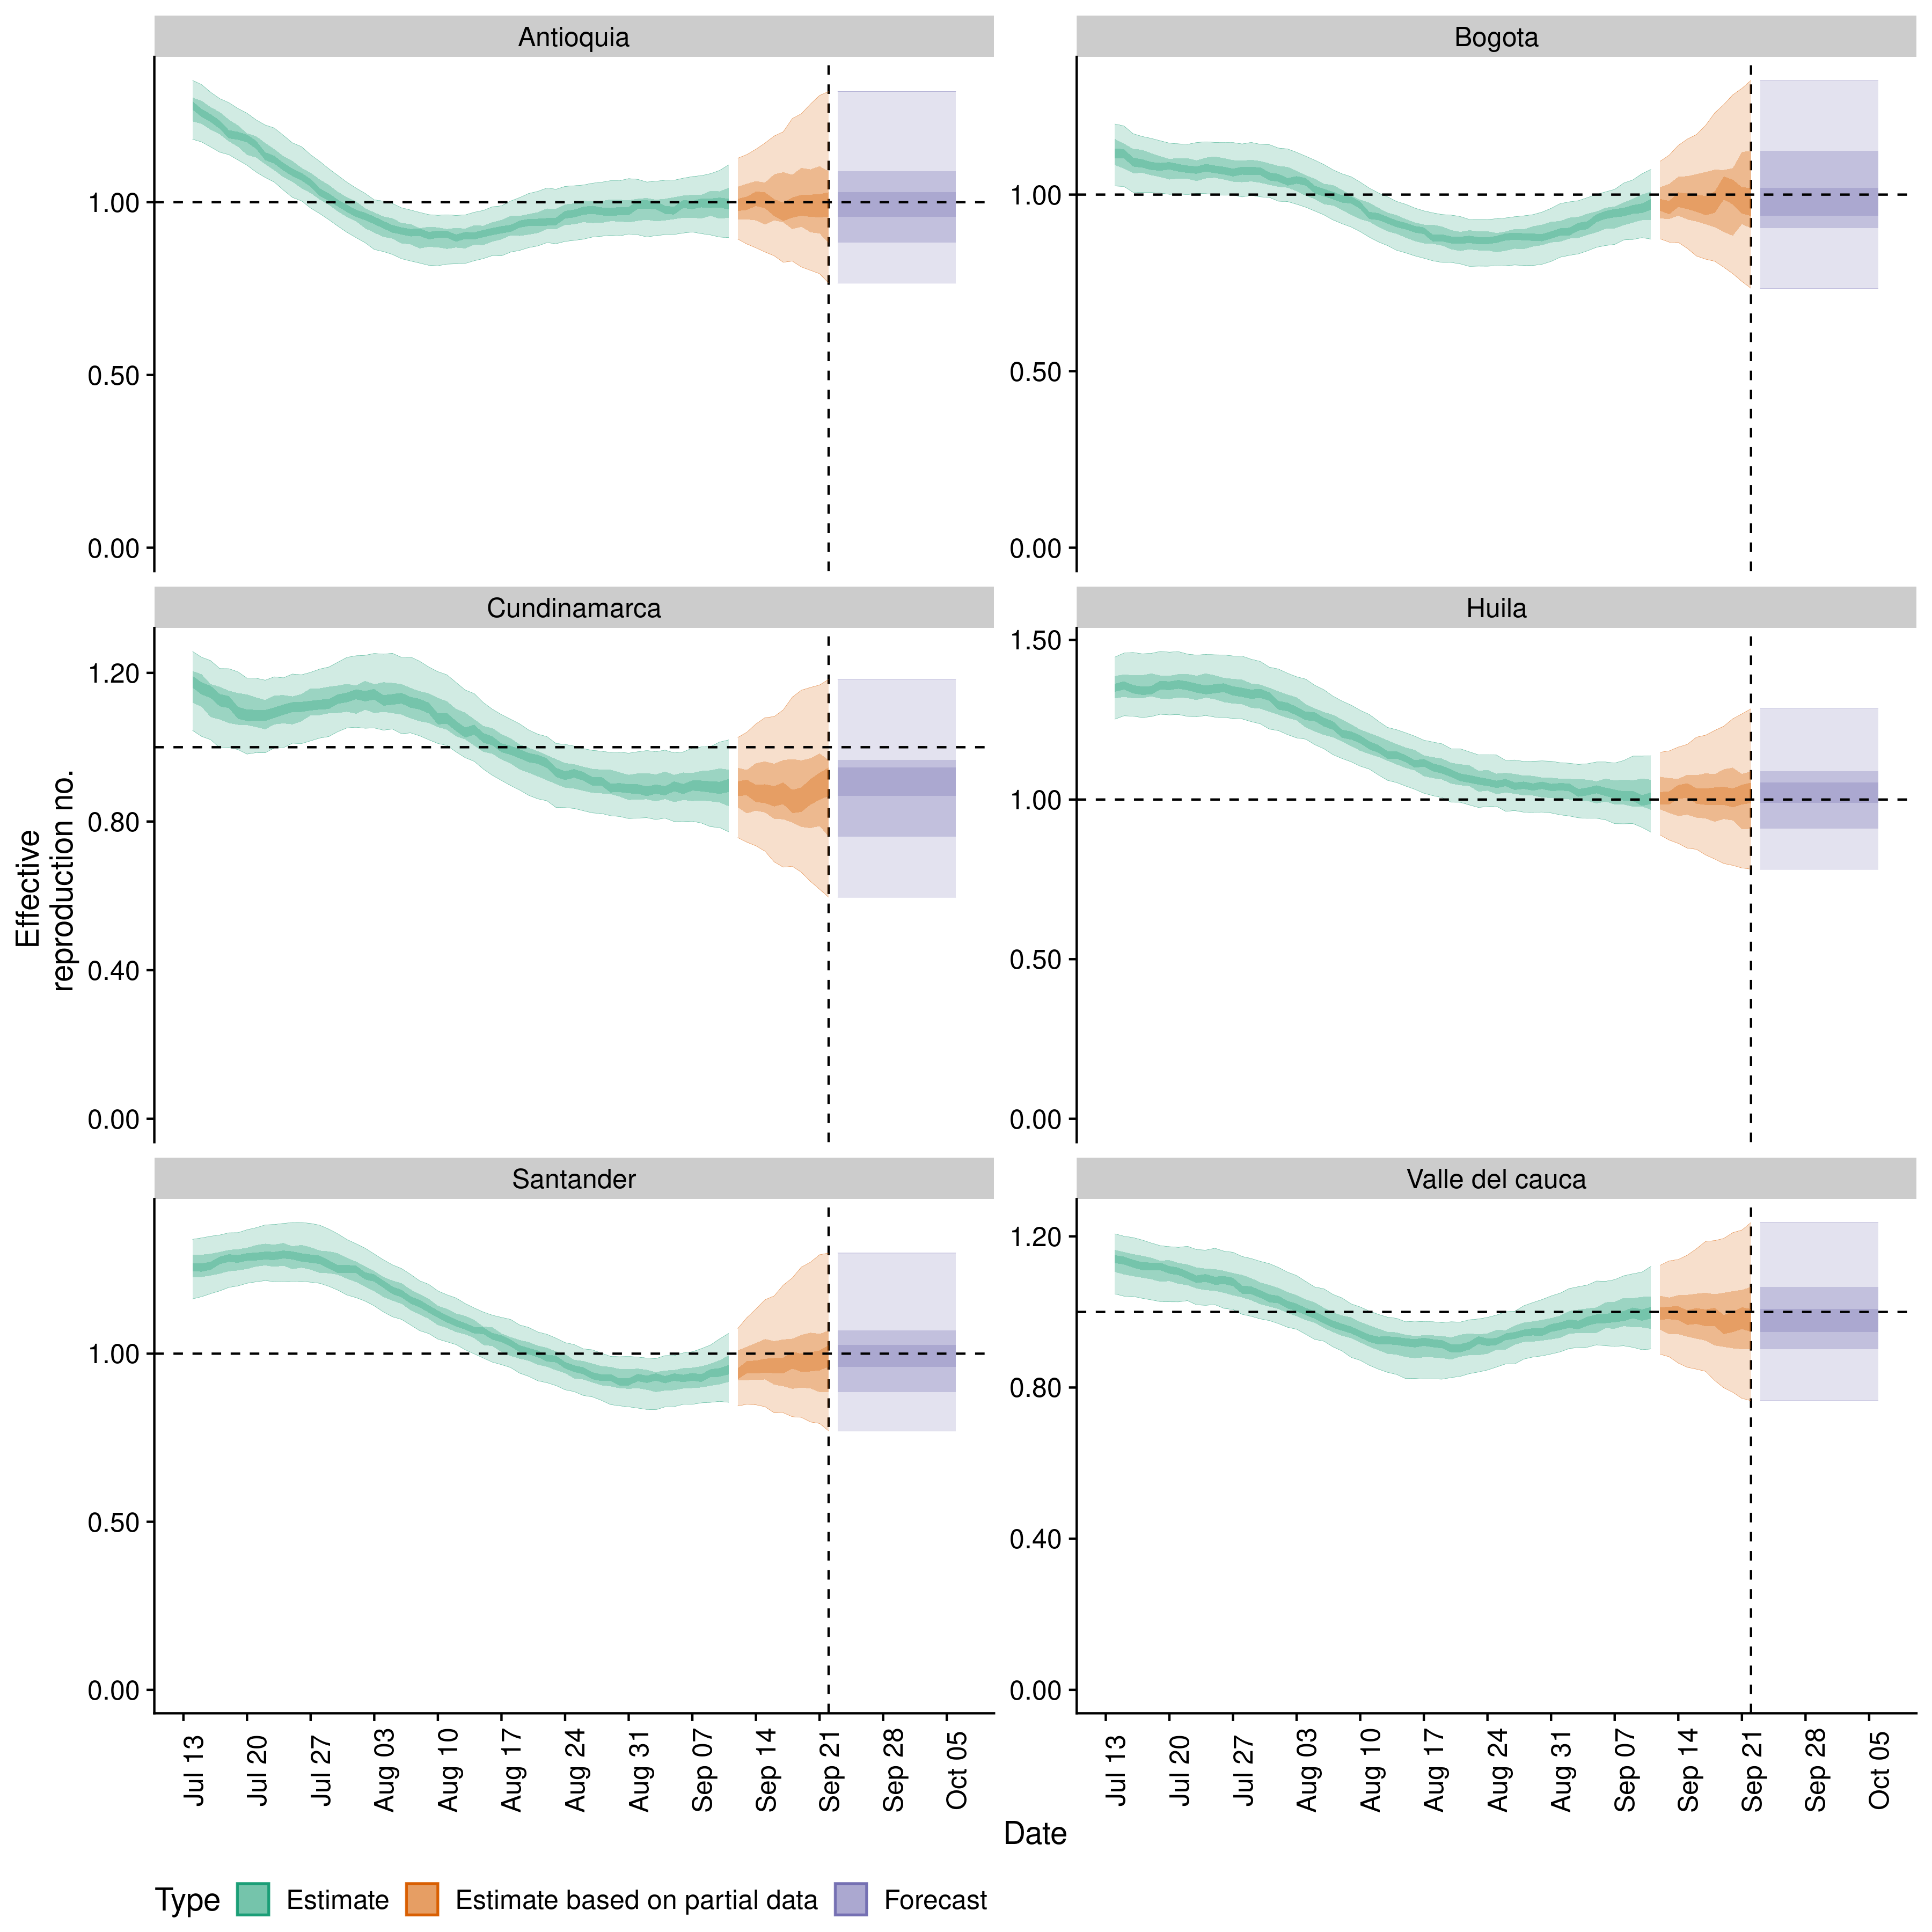 Antioquia
Bogota
1.00
0.50
0.00
1.00
0.50
0.00
Cundinamarca
Huila
1.20
0.80
0.40
0.00
1.50
1.00
0.50
0.00
Santander
Valle del cauca
1.00
0.50
0.00
1.20
0.80
0.40
0.00
Effective
reproduction no.
Jul 13
Jul 20
Jul 27
Aug 03
Aug 10
Aug 17
Aug 24
Aug 31
Sep 07
Sep 14
Sep 21
Sep 28
Oct 05
Jul 13
Jul 20
Jul 27
Aug 03
Aug 10
Aug 17
Aug 24
Aug 31
Sep 07
Sep 14
Sep 21
Sep 28
Oct 05
Date
Type Estimate Estimate based on partial data Forecast